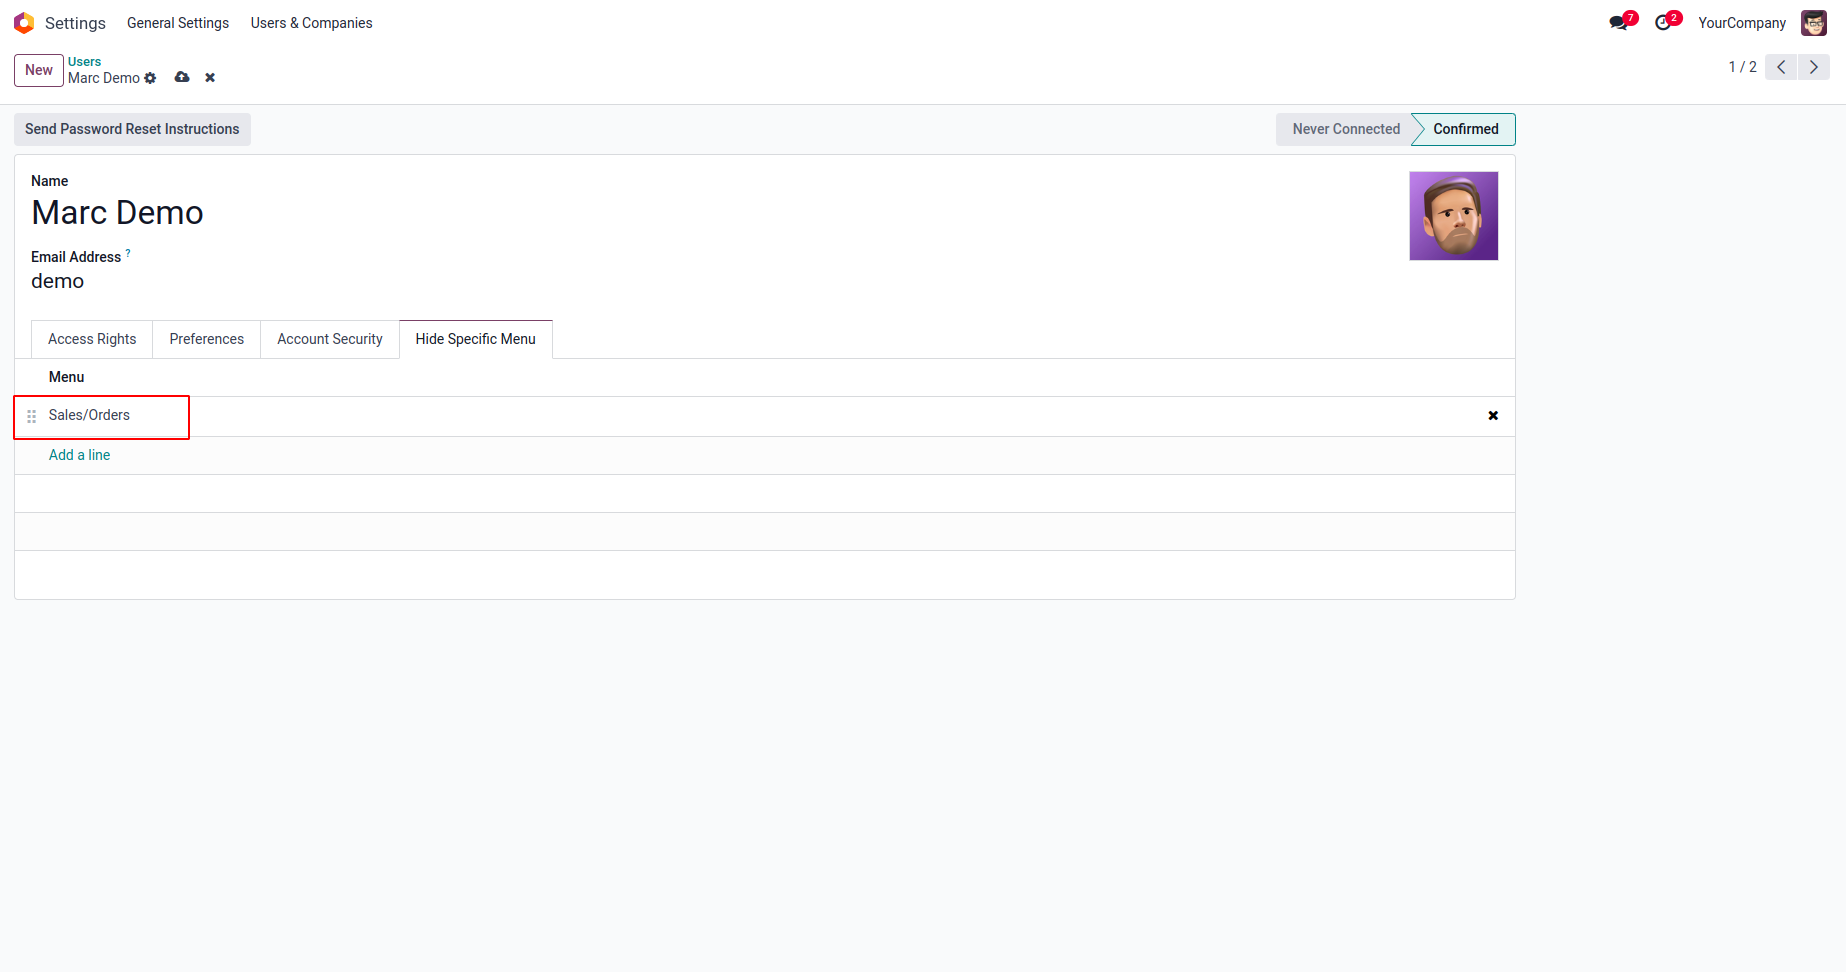 Settings General Settings Users & Companies 7 2 YourCompany
New Users 1 / 2
Marc Demo
Send Password Reset Instructions Never Connected Confirmed
Name
Marc Demo
Email Address ?
demo
Access Rights Preferences Account Security Hide Specific Menu
Menu
Sales/Orders
Add a line